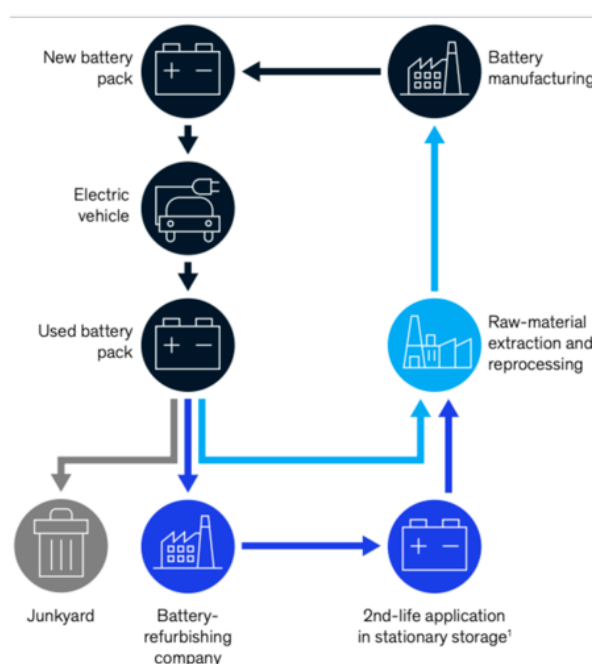 New battery
pack
Battery
manufacturing
Electric
vehicle
Used battery
pack
Raw-material
extraction and
reprocessing
Junkyard
Battery-
refurbishing
company
2nd-life application
in stationary storage¹